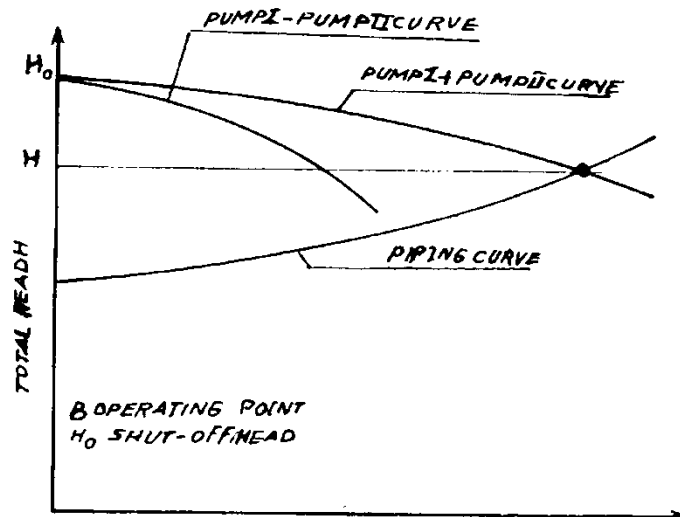 PUMPI-PUMPIICURVE
H₀
PUMPI+PUMPIICURVE
H
PIPING CURVE
TOTAL HEADH
B OPERATING POINT
H₀ SHUT-OFFHEAD